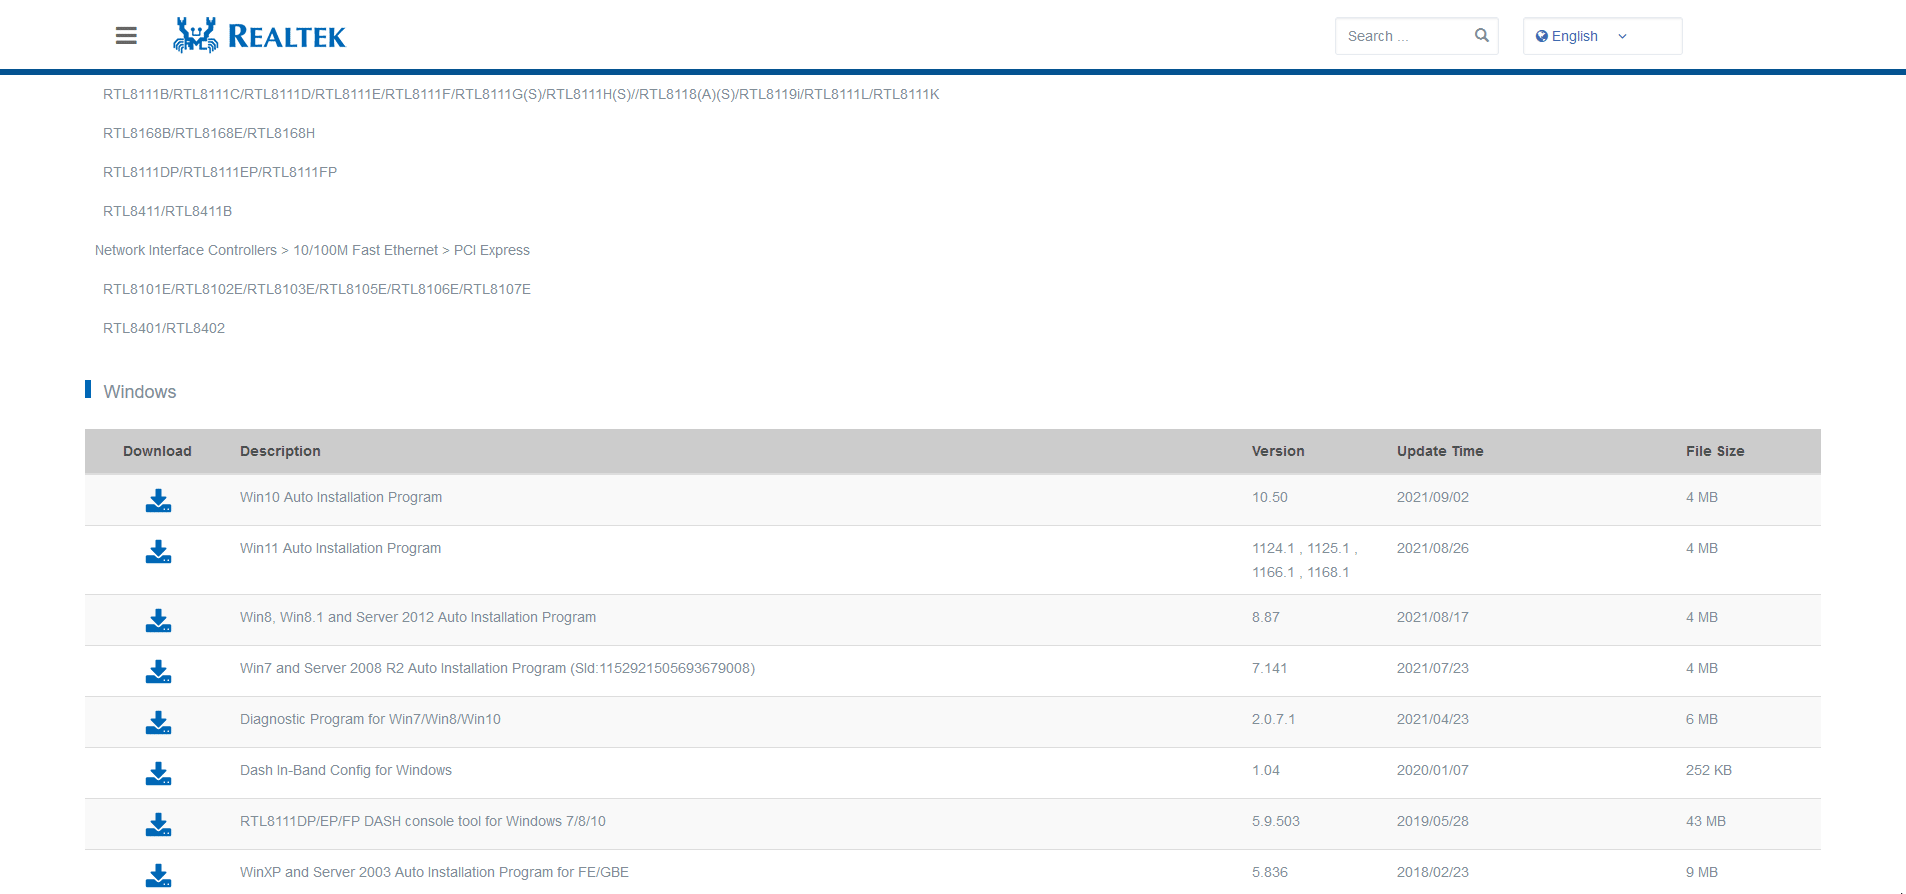 REALTEK
Search ...
English
RTL8111B/RTL8111C/RTL8111D/RTL8111E/RTL8111F/RTL8111G(S)/RTL8111H(S)//RTL8118(A)(S)/RTL8119i/RTL8111L/RTL8111K
RTL8168B/RTL8168E/RTL8168H
RTL8111DP/RTL8111EP/RTL8111FP
RTL8411/RTL8411B
Network Interface Controllers > 10/100M Fast Ethernet > PCI Express
RTL8101E/RTL8102E/RTL8103E/RTL8105E/RTL8106E/RTL8107E
RTL8401/RTL8402
Windows
Download Description Version Update Time File Size
Win10 Auto Installation Program 10.50 2021/09/02 4 MB
Win11 Auto Installation Program 1124.1 , 1125.1 , 2021/08/26 4 MB
1166.1 , 1168.1
Win8, Win8.1 and Server 2012 Auto Installation Program 8.87 2021/08/17 4 MB
Win7 and Server 2008 R2 Auto Installation Program (SId:1152921505693679008) 7.141 2021/07/23 4 MB
Diagnostic Program for Win7/Win8/Win10 2.0.7.1 2021/04/23 6 MB
Dash In-Band Config for Windows 1.04 2020/01/07 252 KB
RTL8111DP/EP/FP DASH console tool for Windows 7/8/10 5.9.503 2019/05/28 43 MB
WinXP and Server 2003 Auto Installation Program for FE/GBE 5.836 2018/02/23 9 MB